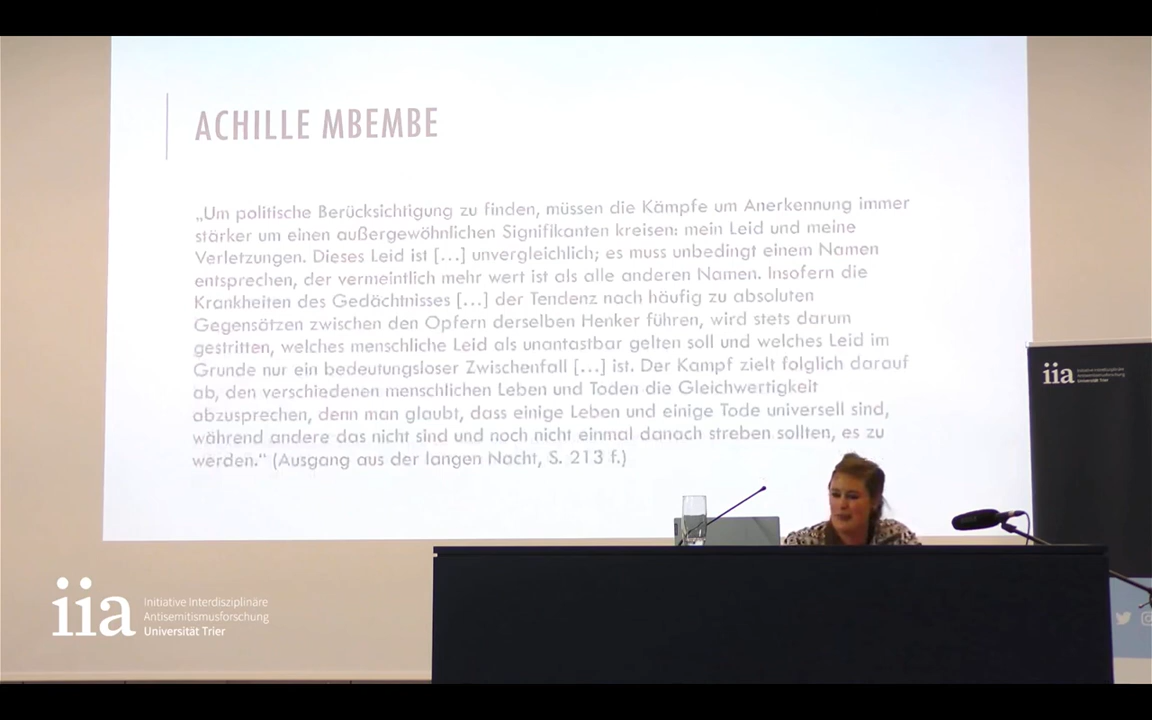 ACHILLE MBEMBE
„Um politische Berücksichtigung zu finden, müssen die Kämpfe um Anerkennung immer
stärker um einen außergewöhnlichen Signifikanten kreisen: mein Leid und meine
Verletzungen. Dieses Leid ist […] unvergleichlich; es muss unbedingt einem Namen
entsprechen, der vermeintlich mehr wert ist als alle anderen Namen. Insofern die
Krankheiten des Gedächtnisses […] der Tendenz nach häufig zu absoluten
Gegensätzen zwischen den Opfern derselben Henker führen, wird stets darum
gestritten, welches menschliche Leid als unantastbar gelten soll und welches Leid im
Grunde nur ein bedeutungsloser Zwischenfall […] ist. Der Kampf zielt folglich darauf
ab, den verschiedenen menschlichen Leben und Toden die Gleichwertigkeit
abzusprechen, denn man glaubt, dass einige Leben und einige Tode universell sind,
während andere das nicht sind und noch nicht einmal danach streben sollten, es zu
werden.“ (Ausgang aus der langen Nacht, S. 213 f.)
iia
Initiative Interdisziplinäre
Antisemitismusforschung
Universität Trier
iia
Initiative Interdisziplinäre
Antisemitismusforschung
Universität Trier